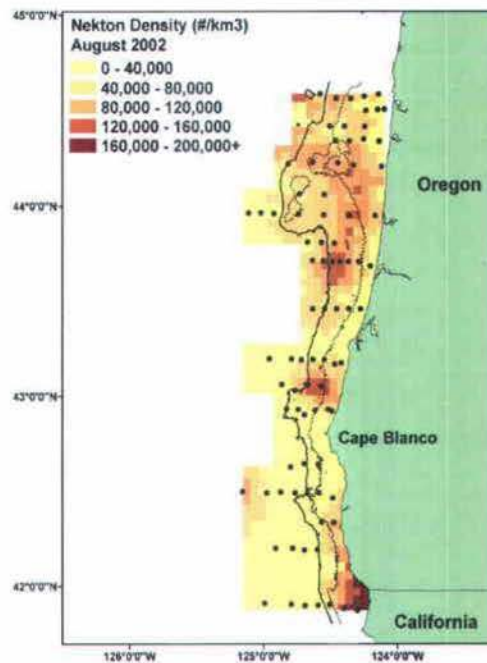 45°0'0"N
Nekton Density (#/km3)
August 2002
0 - 40,000
40,000 - 80,000
80,000 - 120,000
120,000 - 160,000
160,000 - 200,000+
Oregon
44°0'0"N
43°0'0"N
Cape Blanco
42°0'0"N
California
126°0'0"W 125°0'0"W 124°0'0"W